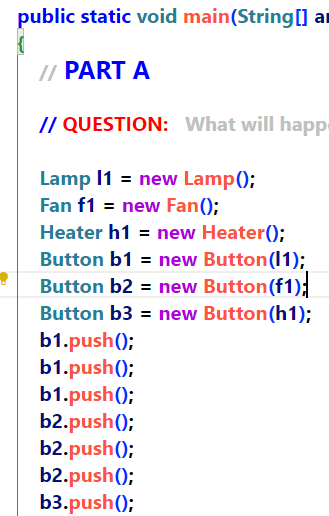 public static void main(String[] ar
{
// PART A
// QUESTION: What will happe
Lamp l1 = new Lamp();
Fan f1 = new Fan();
Heater h1 = new Heater();
Button b1 = new Button(l1);
Button b2 = new Button(f1);
Button b3 = new Button(h1);
b1.push();
b1.push();
b1.push();
b2.push();
b2.push();
b2.push();
b3.push();